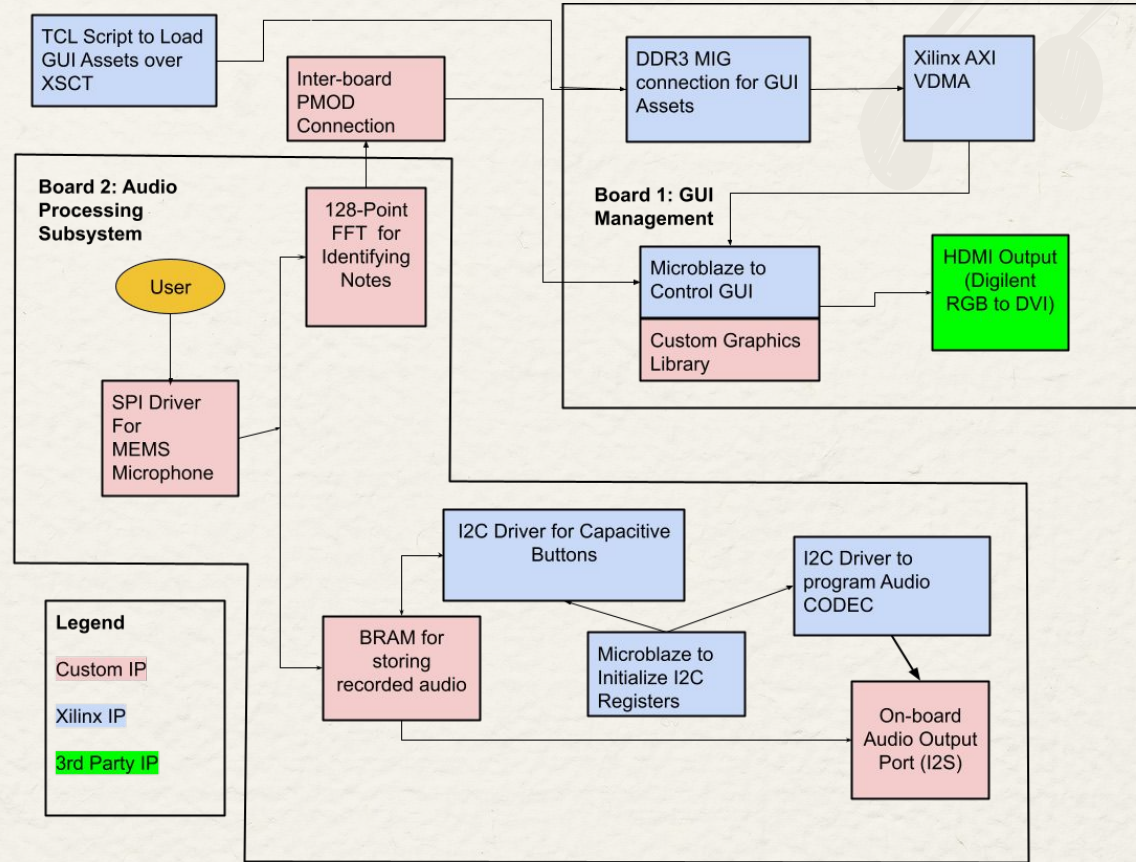 TCL Script to Load
GUI Assets over
XSCT
Inter-board
PMOD
Connection
DDR3 MIG
connection for GUI
Assets
Xilinx AXI
VDMA
Board 2: Audio
Processing
Subsystem
128-Point
FFT for
Identifying
Notes
Board 1: GUI
Management
User
Microblaze to
Control GUI
Custom Graphics
Library
HDMI Output
(Digilent
RGB to DVI)
SPI Driver
For
MEMS
Microphone
I2C Driver for Capacitive
Buttons
I2C Driver to
program Audio
CODEC
BRAM for
storing
recorded audio
Microblaze to
Initialize I2C
Registers
On-board
Audio Output
Port (I2S)
Legend
Custom IP
Xilinx IP
3rd Party IP